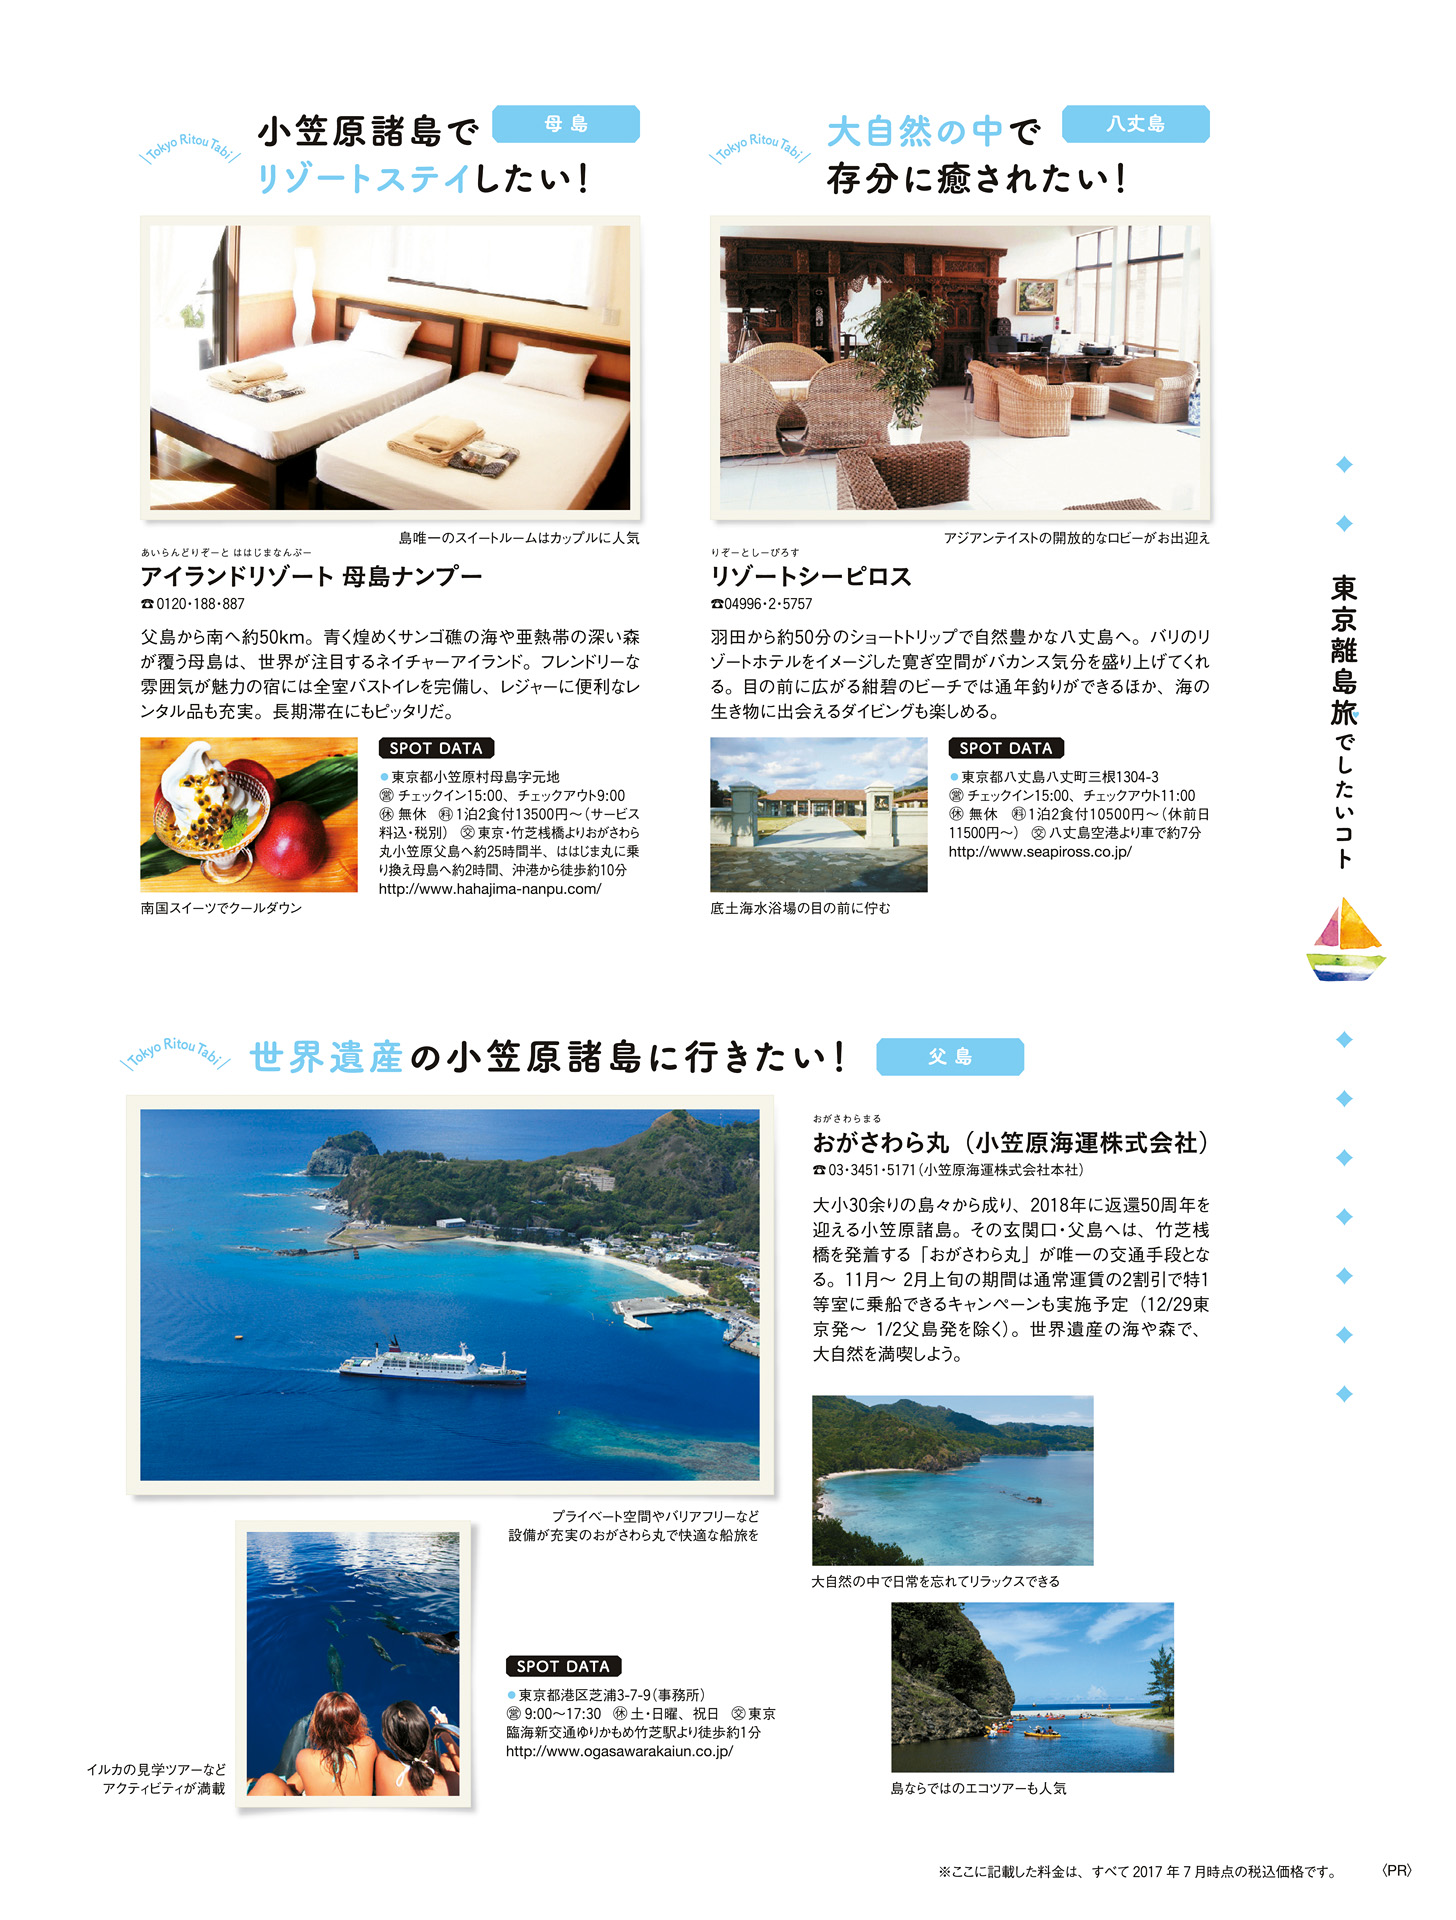 \Tokyo Ritou Tabi/
小笠原諸島で
リゾートステイしたい！
母 島
島唯一のスイートルームはカップルに人気
あいらんどりぞーと ははじまなんぷー
アイランドリゾート 母島ナンプー
☎0120・188・887
父島から南へ約50km。青く煌めくサンゴ礁の海や亜熱帯の深い森
が覆う母島は、世界が注目するネイチャーアイランド。フレンドリーな
雰囲気が魅力の宿には全室バストイレを完備し、レジャーに便利なレ
ンタル品も充実。長期滞在にもピッタリだ。
南国スイーツでクールダウン
SPOT DATA
●東京都小笠原村母島字元地
㊂ チェックイン15:00、チェックアウト9:00
㊡ 無休　㊄1泊2食付13500円〜（サービス
料込・税別）　㊋東京・竹芝桟橋よりおがさわら
丸小笠原父島へ約25時間半、ははじま丸に乗
り換え母島へ約2時間、沖港から徒歩約10分
http://www.hahajima-nanpu.com/
\Tokyo Ritou Tabi/
大自然の中で
存分に癒されたい！
八丈島
アジアンテイストの開放的なロビーがお出迎え
りぞーとしーぴろす
リゾートシーピロス
☎04996・2・5757
羽田から約50分のショートトリップで自然豊かな八丈島へ。バリのリ
ゾートホテルをイメージした寛ぎ空間がバカンス気分を盛り上げてくれ
る。目の前に広がる紺碧のビーチでは通年釣りができるほか、海の
生き物に出会えるダイビングも楽しめる。
底土海水浴場の目の前に佇む
SPOT DATA
●東京都八丈島八丈町三根1304-3
㊂ チェックイン15:00、チェックアウト11:00
㊡ 無休　㊄1泊2食付10500円〜（休前日
11500円〜）　㊋八丈島空港より車で約7分
http://www.seapiross.co.jp/
東京離島旅でしたいコト
\Tokyo Ritou Tabi/
世界遺産の小笠原諸島に行きたい！
父 島
プライベート空間やバリアフリーなど
設備が充実のおがさわら丸で快適な船旅を
おがさわらまる
おがさわら丸（小笠原海運株式会社）
☎03・3451・5171（小笠原海運株式会社本社）
大小30余りの島々から成り、2018年に返還50周年を
迎える小笠原諸島。その玄関口・父島へは、竹芝桟
橋を発着する「おがさわら丸」が唯一の交通手段とな
る。11月〜 2月上旬の期間は通常運賃の2割引で特1
等室に乗船できるキャンペーンも実施予定（12/29東
京発〜 1/2父島発を除く）。世界遺産の海や森で、
大自然を満喫しよう。
大自然の中で日常を忘れてリラックスできる
島ならではのエコツアーも人気
イルカの見学ツアーなど
アクティビティが満載
SPOT DATA
●東京都港区芝浦3-7-9（事務所）
㊂ 9:00〜17:30　㊡ 土・日曜、祝日　㊋東京
臨海新交通ゆりかもめ竹芝駅より徒歩約1分
http://www.ogasawarakaiun.co.jp/
※ここに記載した料金は、すべて2017年7月時点の税込価格です。
〈PR〉